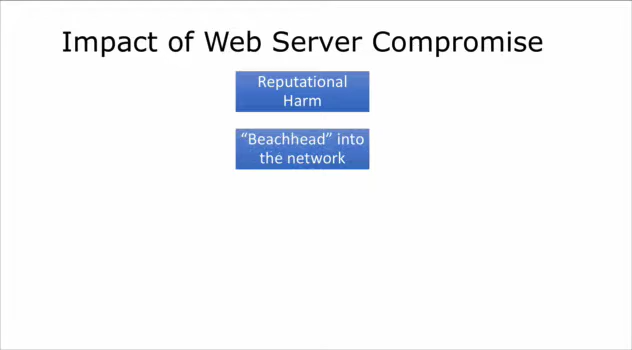 Impact of Web Server Compromise
Reputational
Harm
“Beachhead” into
the network